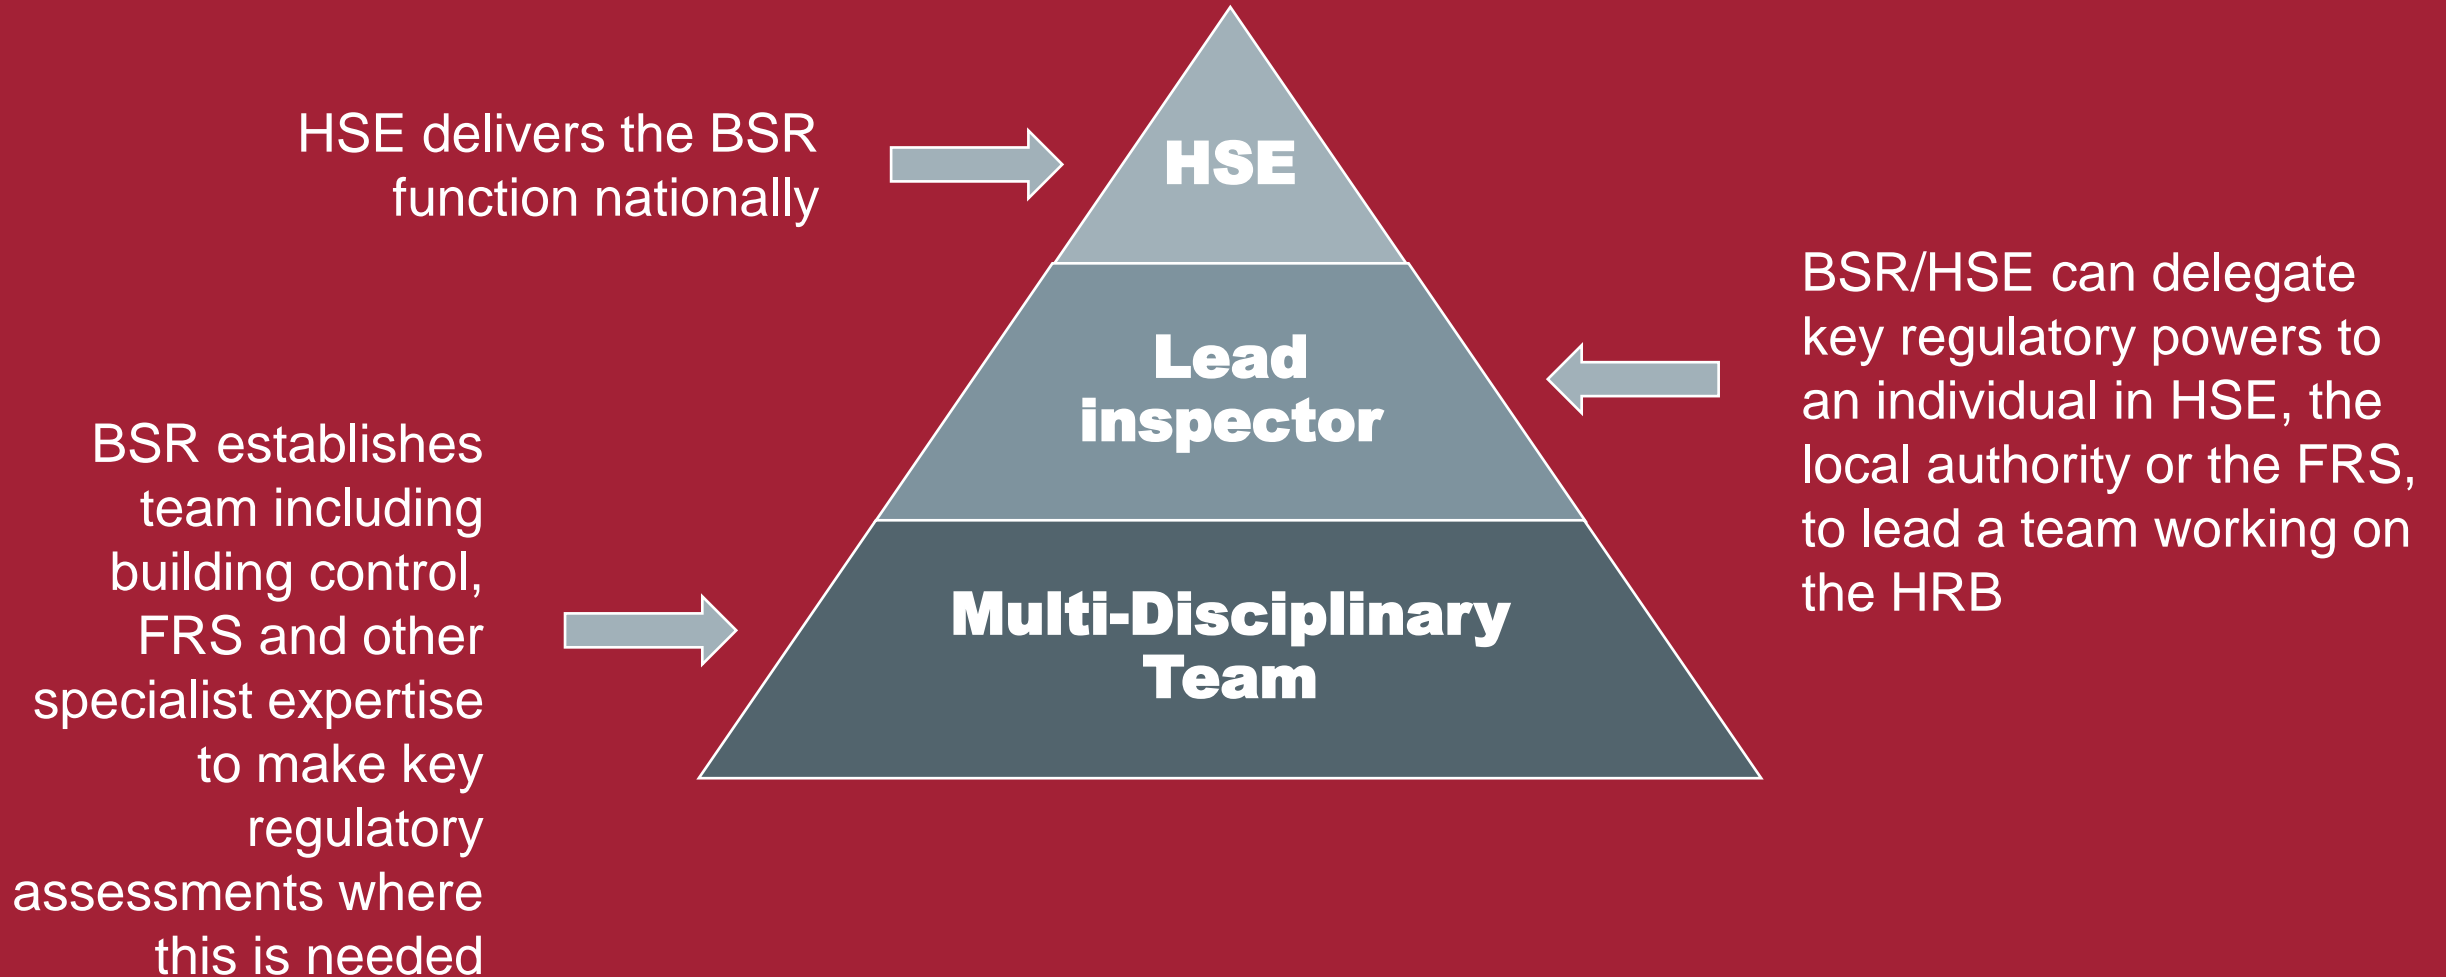 HSE delivers the BSR
function nationally
HSE
BSR/HSE can delegate
key regulatory powers to
an individual in HSE, the
local authority or the FRS,
to lead a team working on
the HRB
Lead
inspector
BSR establishes
team including
building control,
FRS and other
specialist expertise
to make key
regulatory
assessments where
this is needed
Multi-Disciplinary
Team